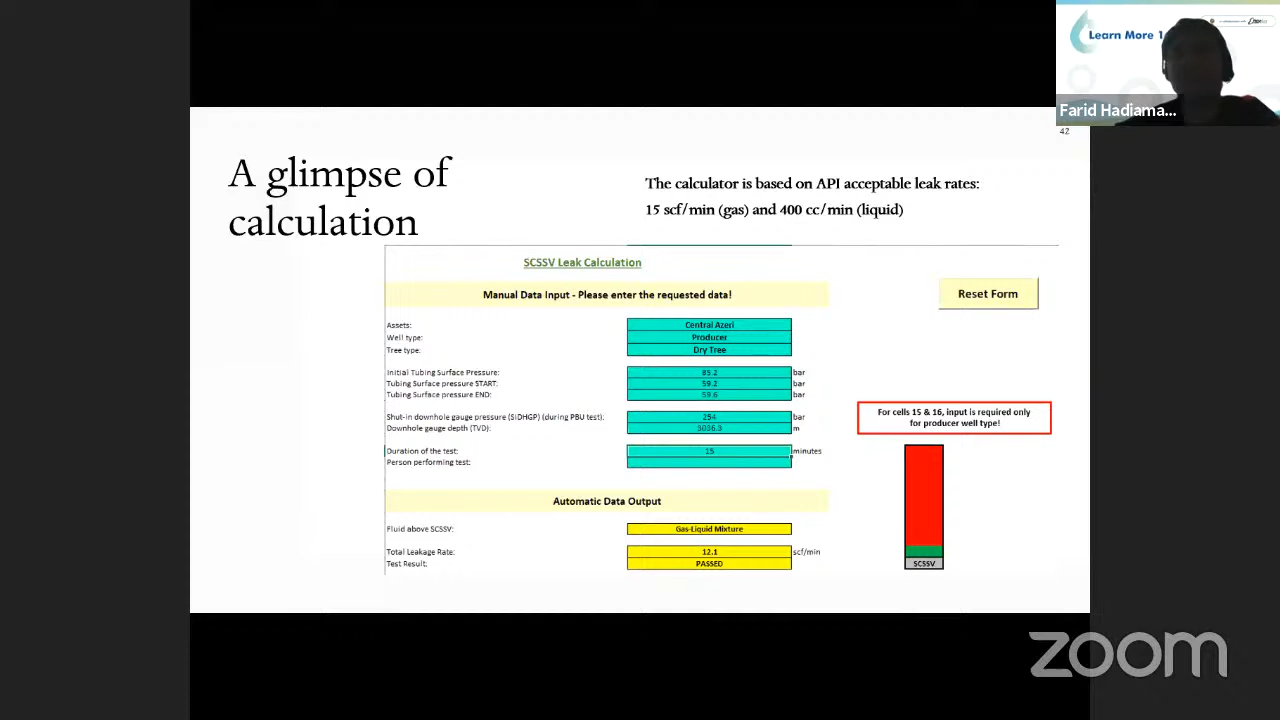 Learn More 1
Farid Hadiama...
42
A glimpse of
calculation
The calculator is based on API acceptable leak rates:
15 scf/min (gas) and 400 cc/min (liquid)
SCSSV Leak Calculation
Manual Data Input - Please enter the requested data!
Reset Form
Assets: Central Azeri
Well type: Producer
Tree type: Dry Tree
Initial Tubing Surface Pressure: 85.2 bar
Tubing Surface pressure START: 59.2 bar
Tubing Surface pressure END: 59.6 bar
For cells 15 & 16, input is required only
for producer well type!
Shut-in downhole gauge pressure (SIDHGP) (during PBU test): 254 bar
Downhole gauge depth (TVD): 3036.3 m
Duration of the test: 15 minutes
Person performing test:
Automatic Data Output
Fluid above SCSSV: Gas-Liquid Mixture
Total Leakage Rate: 12.1 scf/min
Test Result: PASSED
SCSSV
zoom